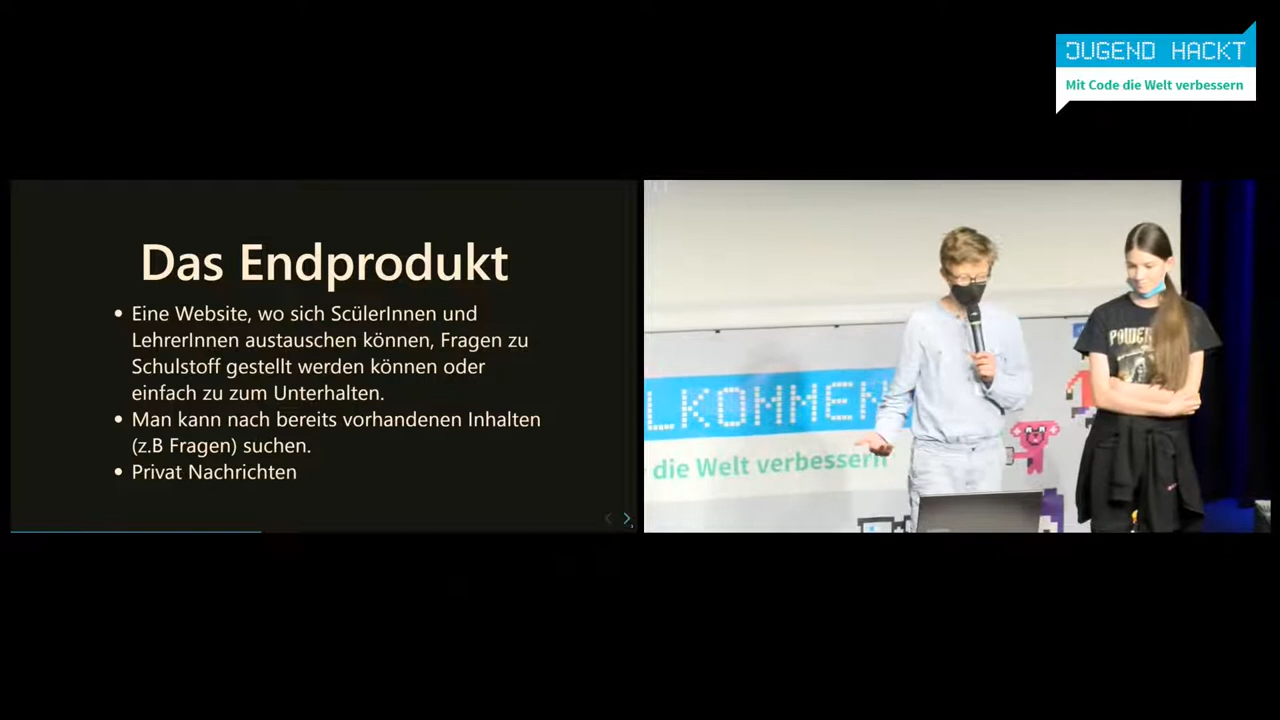 JUGEND HACKT
Mit Code die Welt verbessern
Das Endprodukt
• Eine Website, wo sich ScülerInnen und
LehrerInnen austauschen können, Fragen zu
Schulstoff gestellt werden können oder
einfach zu zum Unterhalten.
• Man kann nach bereits vorhandenen Inhalten
(z.B Fragen) suchen.
• Privat Nachrichten
LKOMMEN
die Welt verbessern
POWER